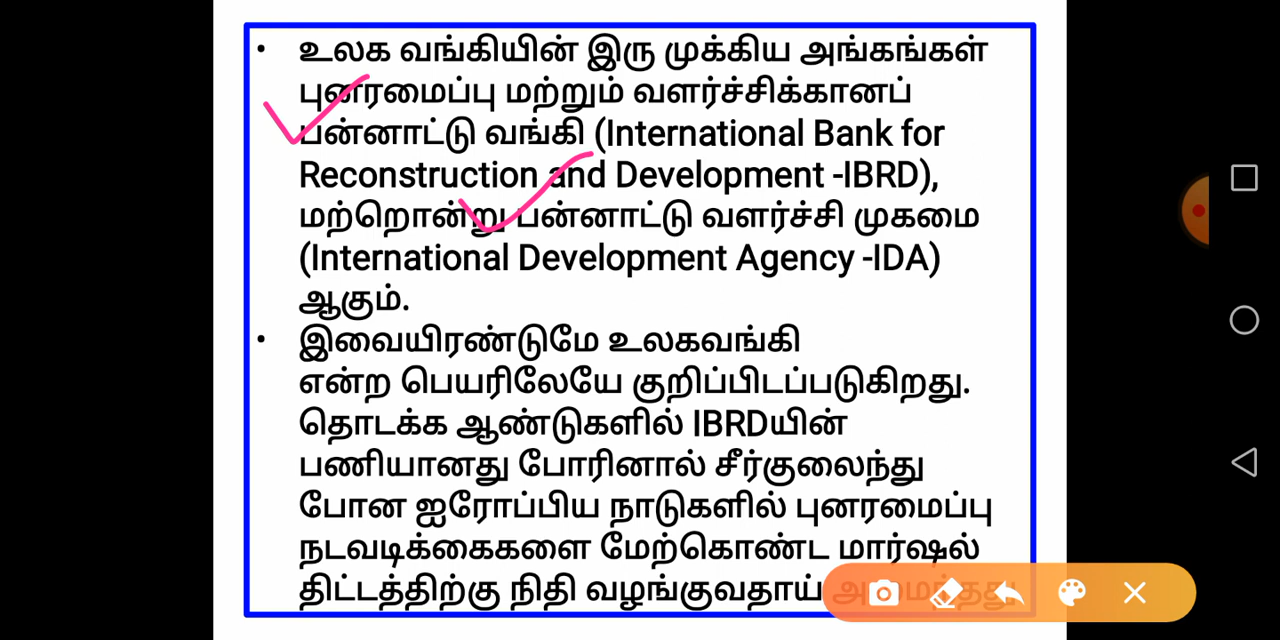 • உலக வங்கியின் இரு முக்கிய அங்கங்கள்
புனரமைப்பு மற்றும் வளர்ச்சிக்கானப்
பன்னாட்டு வங்கி (International Bank for
Reconstruction and Development -IBRD),
மற்றொன்று பன்னாட்டு வளர்ச்சி முகமை
(International Development Agency -IDA)
ஆகும்.
• இவையிரண்டுமே உலகவங்கி
என்ற பெயரிலேயே குறிப்பிடப்படுகிறது.
தொடக்க ஆண்டுகளில் IBRDயின்
பணியானது போரினால் சீர்குலைந்து
போன ஐரோப்பிய நாடுகளில் புனரமைப்பு
நடவடிக்கைகளை மேற்கொண்ட மார்ஷல்
திட்டத்திற்கு நிதி வழங்குவதாய்